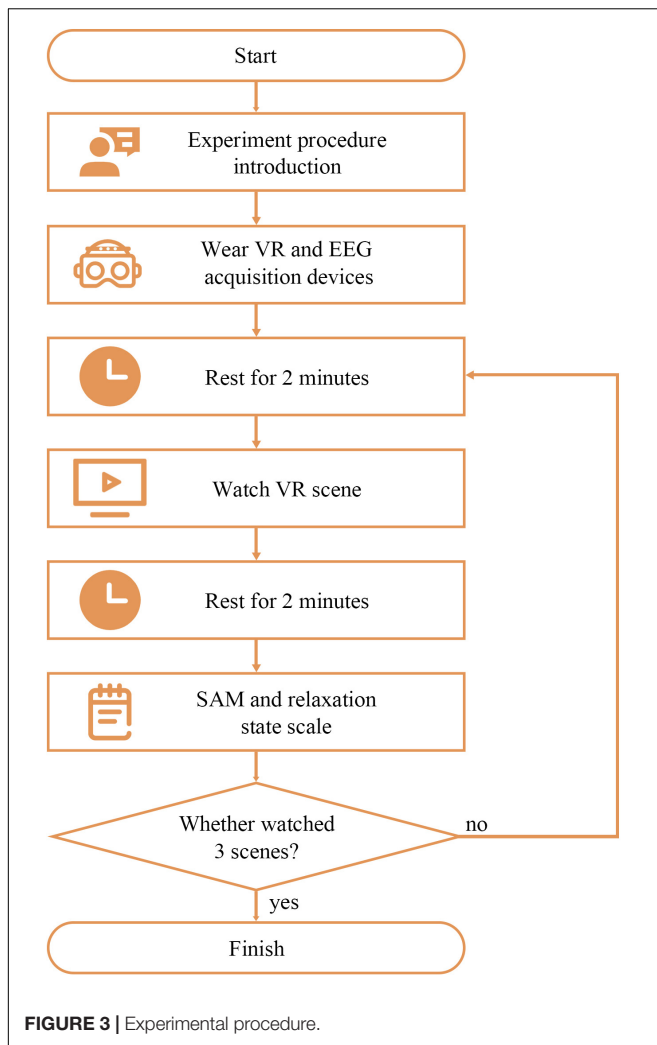 Start
Experiment procedure
introduction
Wear VR and EEG
acquisition devices
Rest for 2 minutes
Watch VR scene
Rest for 2 minutes
SAM and relaxation
state scale
Whether watched
3 scenes?
no
yes
Finish
FIGURE 3 | Experimental procedure.